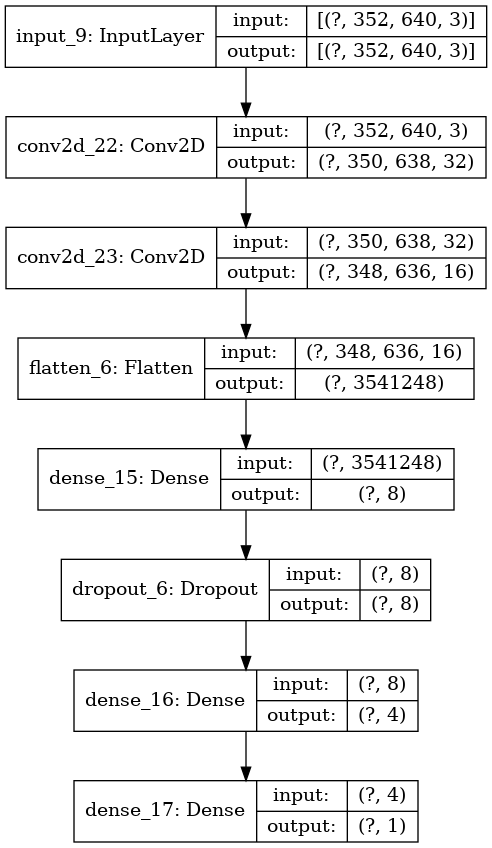 input_9: InputLayer
input: [(?, 352, 640, 3)]
output: [(?, 352, 640, 3)]
conv2d_22: Conv2D
input: (?, 352, 640, 3)
output: (?, 350, 638, 32)
conv2d_23: Conv2D
input: (?, 350, 638, 32)
output: (?, 348, 636, 16)
flatten_6: Flatten
input: (?, 348, 636, 16)
output: (?, 3541248)
dense_15: Dense
input: (?, 3541248)
output: (?, 8)
dropout_6: Dropout
input: (?, 8)
output: (?, 8)
dense_16: Dense
input: (?, 8)
output: (?, 4)
dense_17: Dense
input: (?, 4)
output: (?, 1)